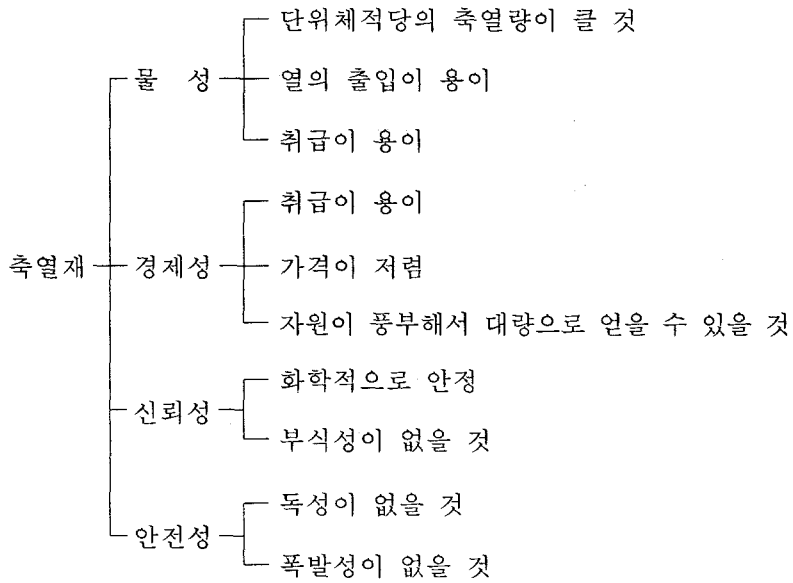 단위체적당의 축열량이 클 것
물 성
열의 출입이 용이
취급이 용이
취급이 용이
축열재
경제성
가격이 저렴
자원이 풍부해서 대량으로 얻을 수 있을 것
화학적으로 안정
신뢰성
부식성이 없을 것
독성이 없을 것
안전성
폭발성이 없을 것